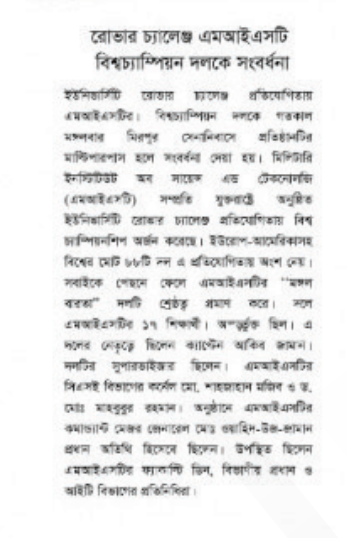 রোভার চ্যালেঞ্জ এমআইএসটি
বিশ্বচ্যাম্পিয়ন দলকে সংবর্ধনা
ইউনিভার্সিটি রোভার চ্যালেঞ্জ প্রতিযোগিতায়
এমআইএসটির। বিশ্বচ্যাম্পিয়ন দলকে গতকাল
মঙ্গলবার মিরপুর সেনানিবাসে প্রতিষ্ঠানটির
মাল্টিপারপাস হলে সংবর্ধনা দেয়া হয়। মিলিটারি
ইনস্টিটিউট অব সায়েন্স এন্ড টেকনোলজি
(এমআইএসটি) সম্প্রতি যুক্তরাষ্ট্রে অনুষ্ঠিত
ইউনিভার্সিটি রোভার চ্যালেঞ্জ প্রতিযোগিতায় বিশ্ব
চ্যাম্পিয়নশিপ অর্জন করেছে। ইউরোপ-আমেরিকাসহ
বিশ্বের মোট ৮৮টি দল এ প্রতিযোগিতায় অংশ নেয়।
সবাইকে পেছনে ফেলে এমআইএসটির "মঙ্গল
বারতা" দলটি শ্রেষ্ঠত্ব প্রমাণ করে। দলে
এমআইএসটির ১৭ শিক্ষার্থী। অন্তর্ভুক্ত ছিল। এ
দলের নেতৃত্বে ছিলেন ক্যাপ্টেন আকিব জামান।
দলটির সুপারভাইজার ছিলেন। এমআইএসটির
সিএসই বিভাগের কর্নেল মো. শাহজাহান মজিব ও ড.
মোঃ মাহবুবুর রহমান। অনুষ্ঠানে এমআইএসটির
কমান্ড্যান্ট মেজর জেনারেল মোঃ ওয়াহিদ-উজ-জামান
প্রধান অতিথি হিসেবে ছিলেন। উপস্থিত ছিলেন
এমআইএসটির ফ্যাকাল্টি ডিন, বিভাগীয় প্রধান ও
আইটি বিভাগের প্রতিনিধিরা।